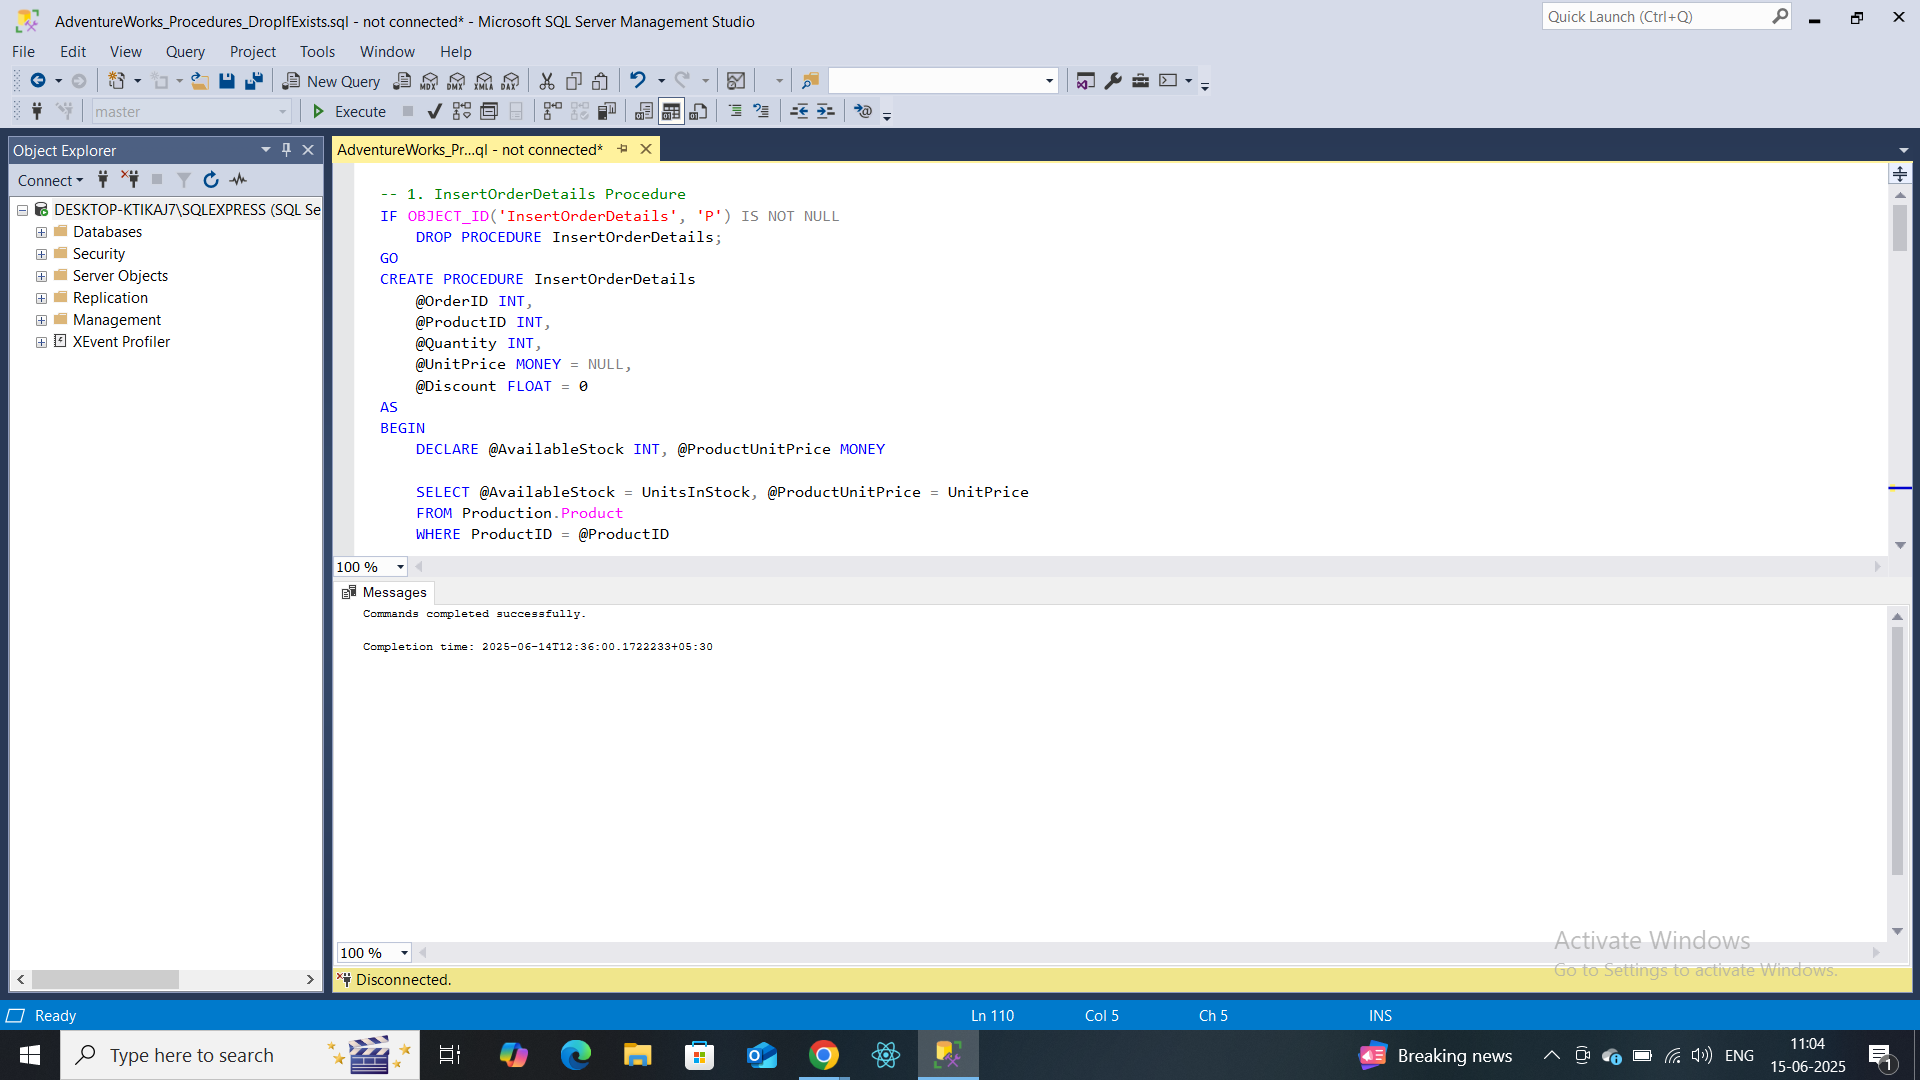 AdventureWorks_Procedures_DropIfExists.sql - not connected* - Microsoft SQL Server Management Studio
Quick Launch (Ctrl+Q)
File Edit View Query Project Tools Window Help
New Query MDX DMX XMLA DAX
master Execute
Object Explorer
Connect
DESKTOP-KTIKAJ7\SQLEXPRESS (SQL Se
Databases
Security
Server Objects
Replication
Management
XEvent Profiler
AdventureWorks_Pr...ql - not connected*
-- 1. InsertOrderDetails Procedure
IF OBJECT_ID('InsertOrderDetails', 'P') IS NOT NULL
DROP PROCEDURE InsertOrderDetails;
GO
CREATE PROCEDURE InsertOrderDetails
@OrderID INT,
@ProductID INT,
@Quantity INT,
@UnitPrice MONEY = NULL,
@Discount FLOAT = 0
AS
BEGIN
DECLARE @AvailableStock INT, @ProductUnitPrice MONEY
SELECT @AvailableStock = UnitsInStock, @ProductUnitPrice = UnitPrice
FROM Production.Product
WHERE ProductID = @ProductID
100 %
Messages
Commands completed successfully.
Completion time: 2025-06-14T12:36:00.1722233+05:30
100 %
Activate Windows
Go to Settings to activate Windows.
Disconnected.
Ready Ln 110 Col 5 Ch 5 INS
Type here to search
Breaking news
ENG
11:04
15-06-2025
1